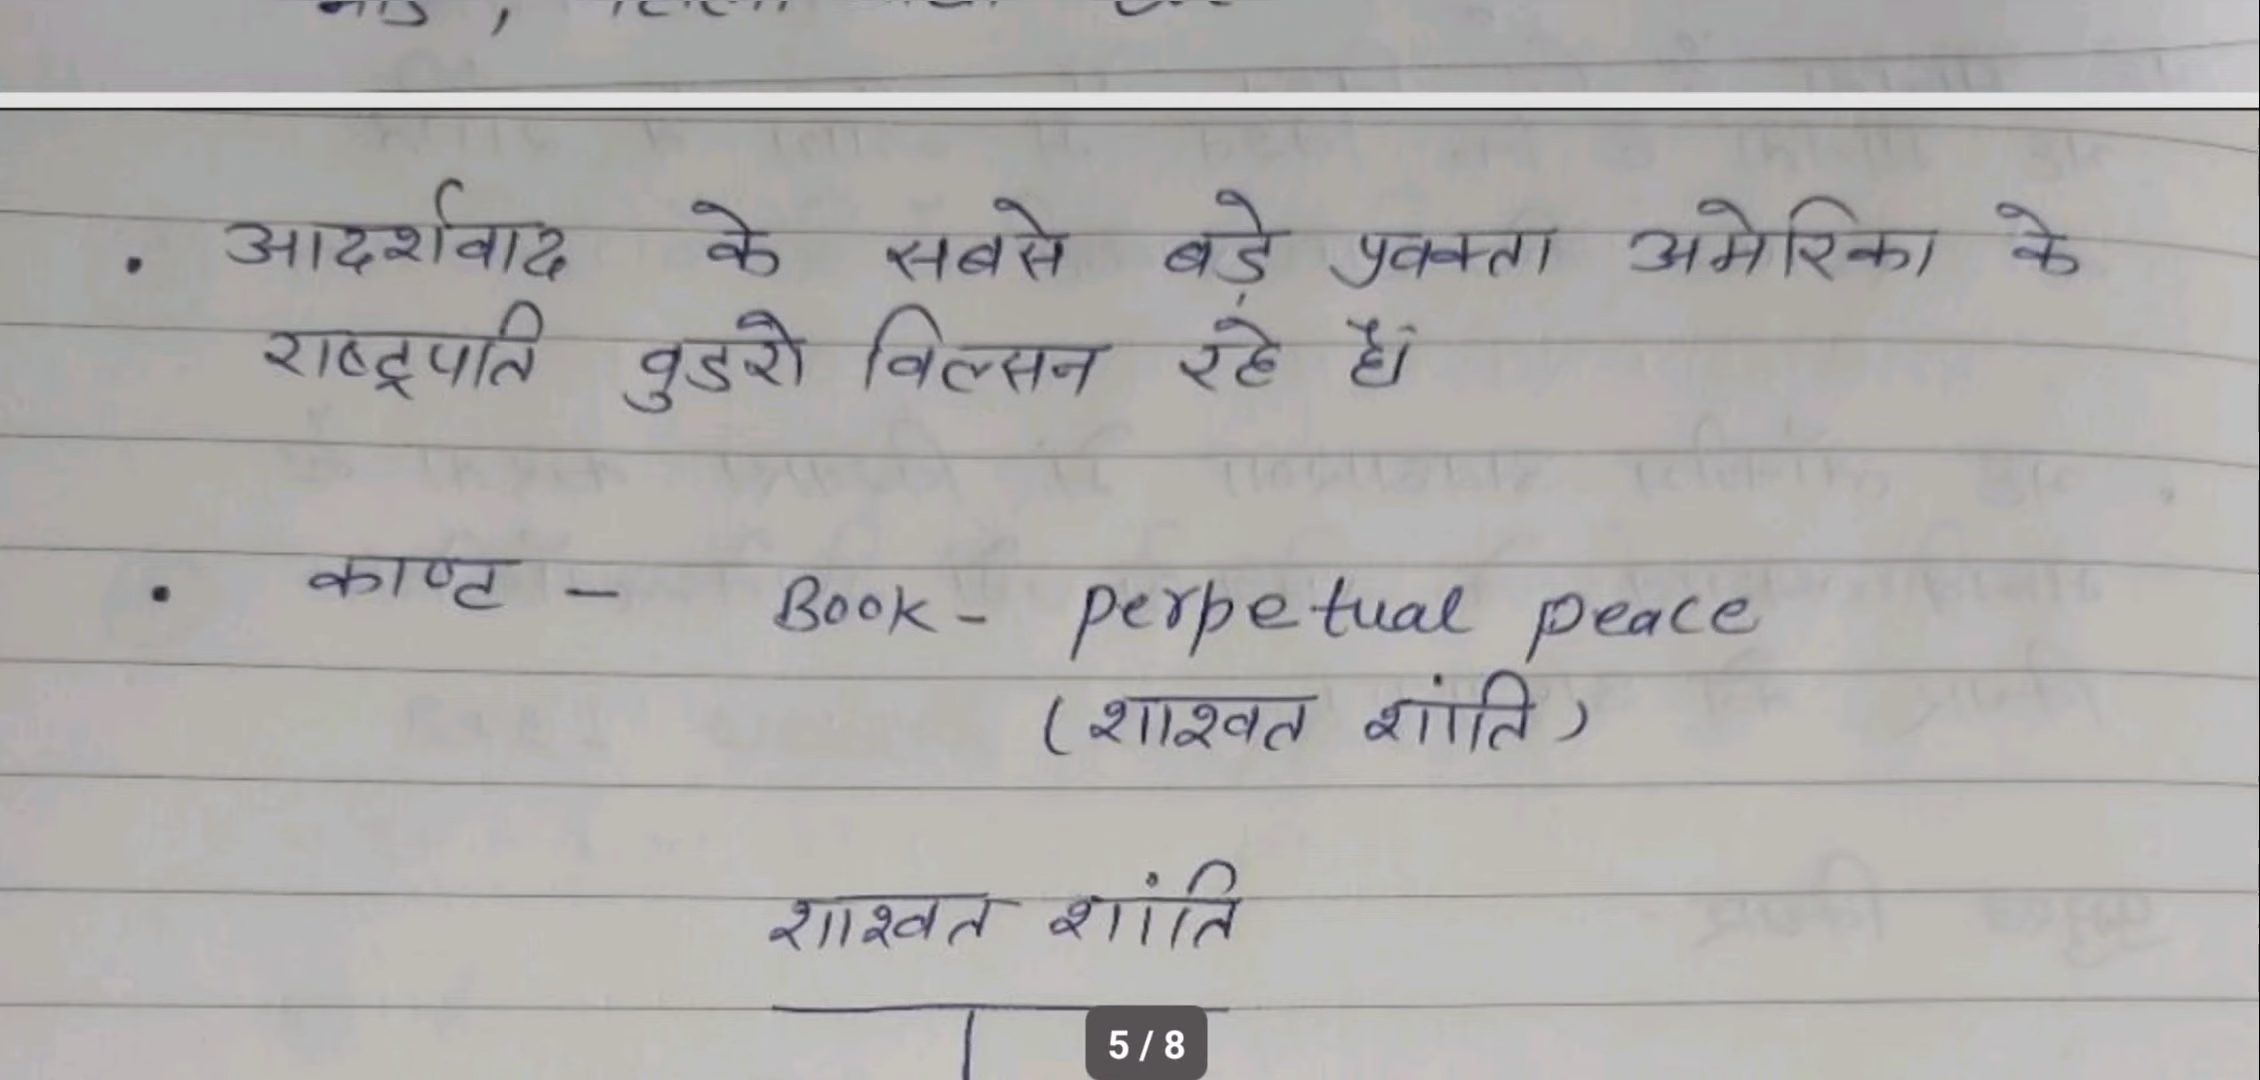 • आदर्शवाद के सबसे बड़े प्रवक्ता अमेरिका के
राष्ट्रपति वुडरो विल्सन रहे हैं।
• काण्ट - Book - perpetual peace
(शाश्वत शांति)
शाश्वत शांति
5 / 8